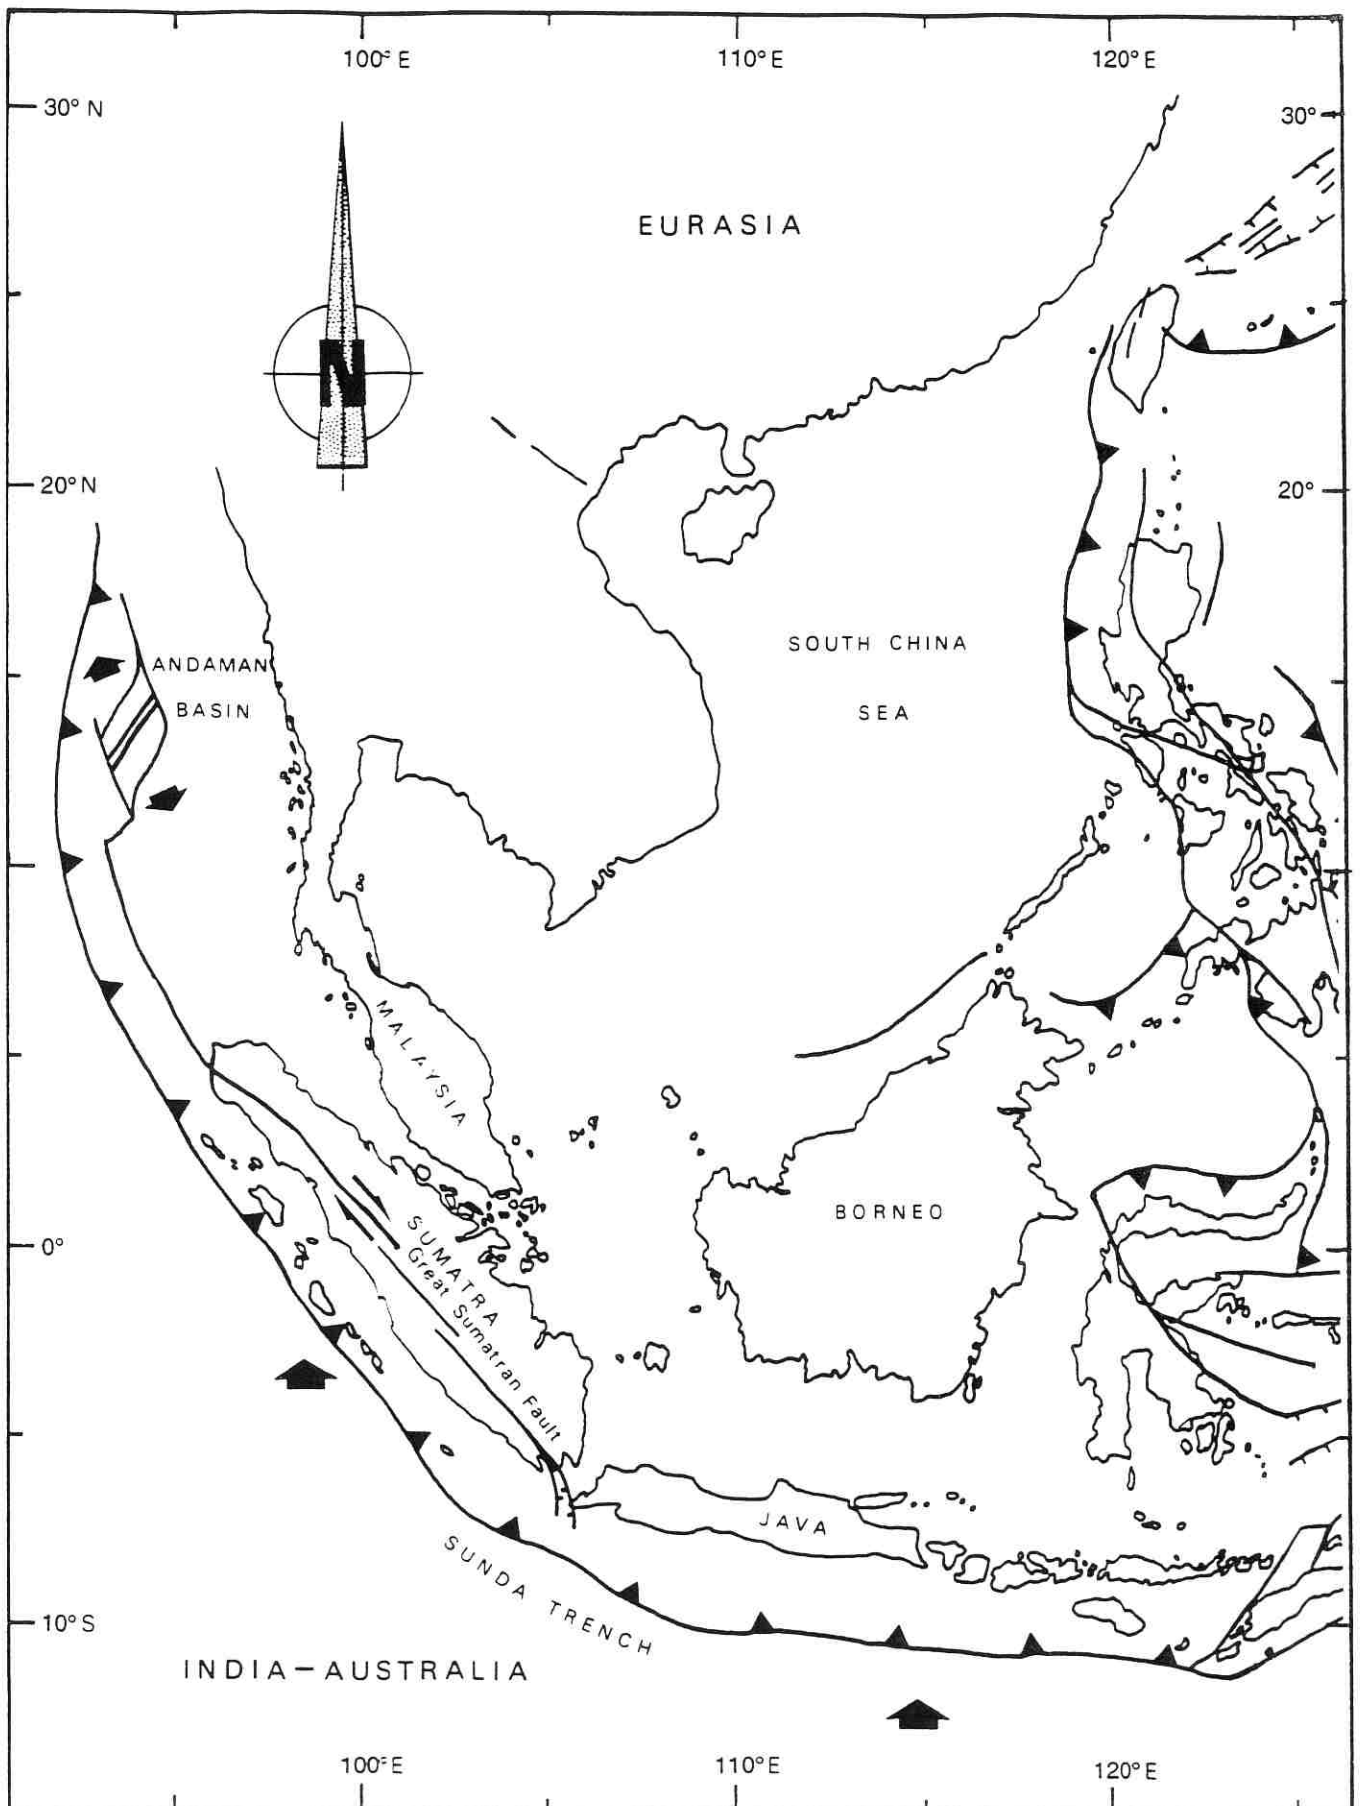 100° E
110° E
120° E
30° N
30°
EURASIA
N
20° N
20°
SOUTH CHINA
SEA
ANDAMAN
BASIN
MALAYSIA
BORNEO
SUMATRA
Great Sumatran Fault
0°
JAVA
SUNDA TRENCH
10° S
INDIA – AUSTRALIA
100° E
110° E
120° E